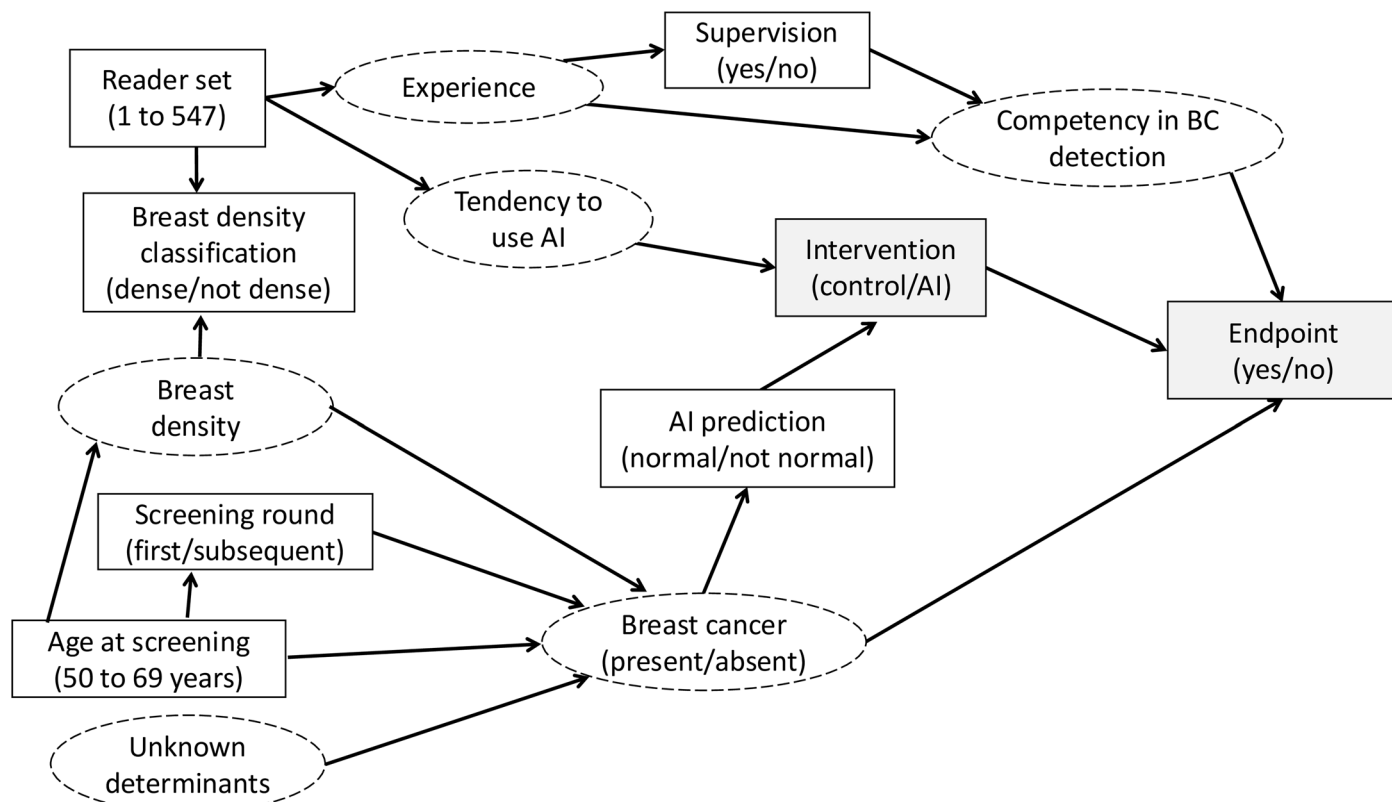 Supervision
(yes/no)
Reader set
(1 to 547)
Experience
Competency in BC
detection
Tendency to
use AI
Breast density
classification
(dense/not dense)
Intervention
(control/AI)
Endpoint
(yes/no)
Breast
density
AI prediction
(normal/not normal)
Screening round
(first/subsequent)
Age at screening
(50 to 69 years)
Breast cancer
(present/absent)
Unknown
determinants